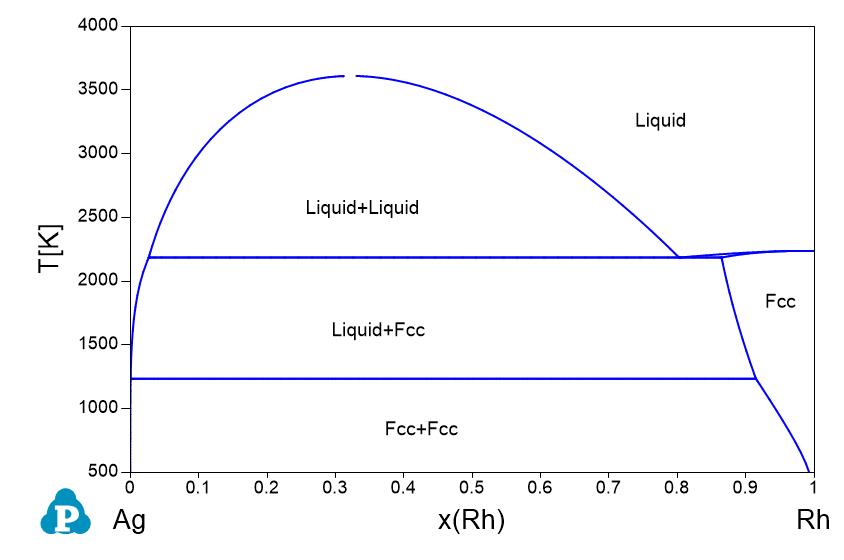 4000
3500
3000
2500
2000
1500
1000
500
T[K]
Liquid
Liquid+Liquid
Fcc
Liquid+Fcc
Fcc+Fcc
0 0.1 0.2 0.3 0.4 0.5 0.6 0.7 0.8 0.9 1
Ag x(Rh) Rh
P